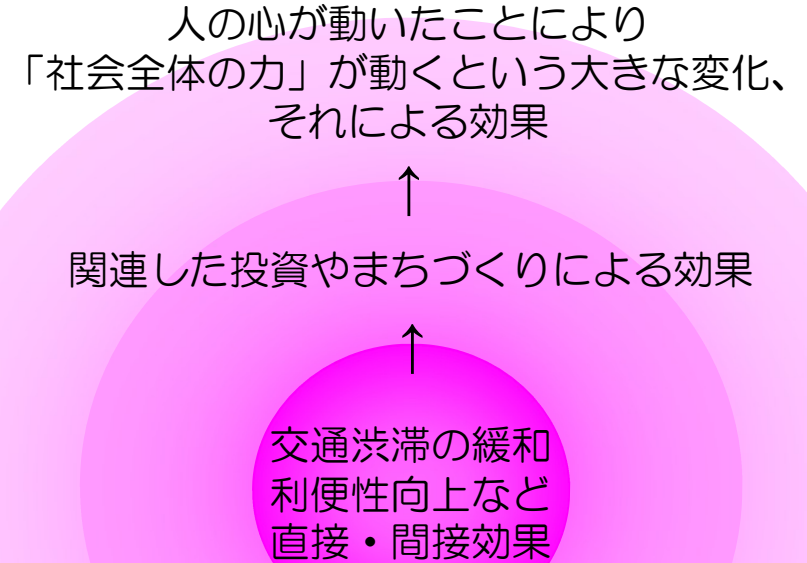 人の心が動いたことにより
「社会全体の力」が動くという大きな変化、
それによる効果
↑
関連した投資やまちづくりによる効果
↑
交通渋滞の緩和
利便性向上など
直接・間接効果